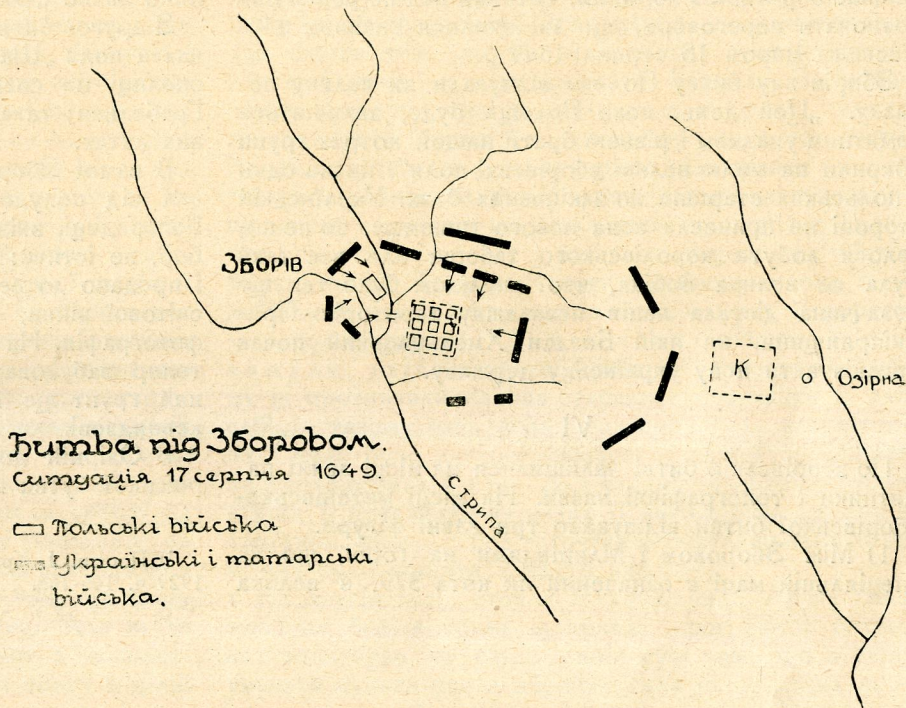 Зборів
К
Озірна
Стрипа
Битва під Зборовом.
Ситуація 17 серпня 1649.
Польські війська
Українські і татарські
війська.